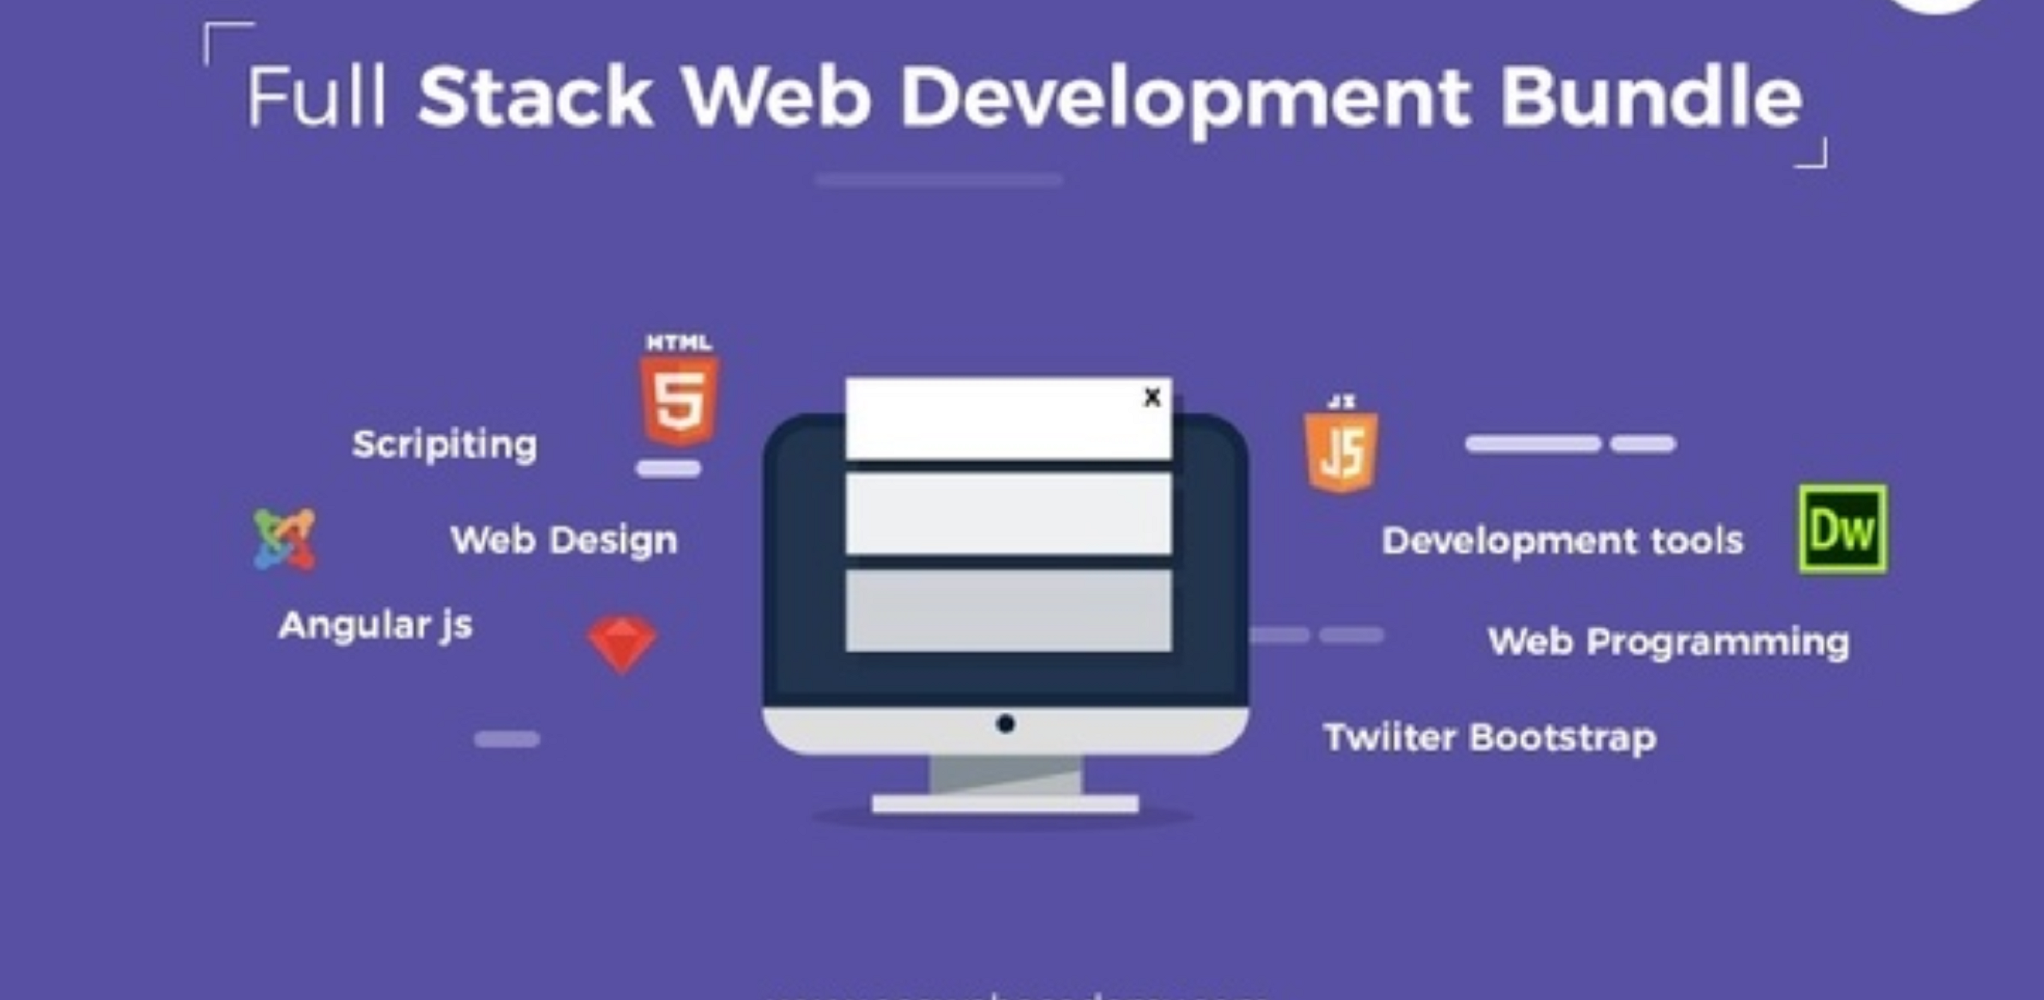 Full Stack Web Development Bundle
HTML
5
x
JS
JS
Scripiting
Web Design
Development tools
Dw
Angular js
Web Programming
Twiiter Bootstrap